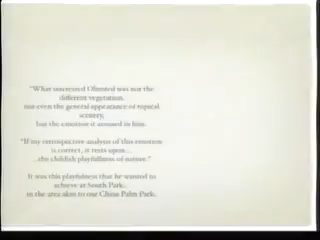 "What interested Olmsted was not the
different vegetation,
nor even the general appearance of topical
scenery,
but the emotion it aroused in him.
"If my retrospective analysis of this emotion
is correct, it rests upon...
...the childish playfulness of nature."
It was this playfulness that he wanted to
achieve at South Park,
in the area akin to our China Palm Park.